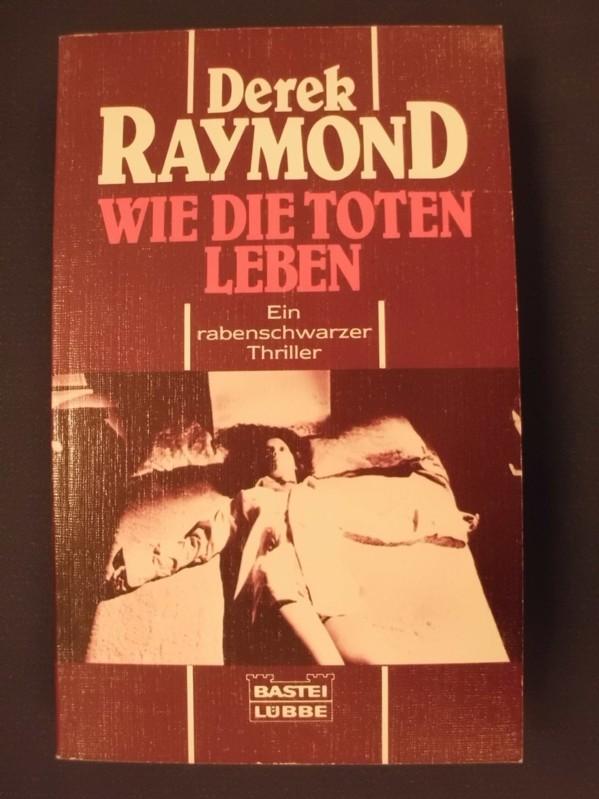 Derek
RAYMOND
WIE DIE TOTEN
LEBEN
Ein
rabenschwarzer
Thriller
BASTEI
LÜBBE